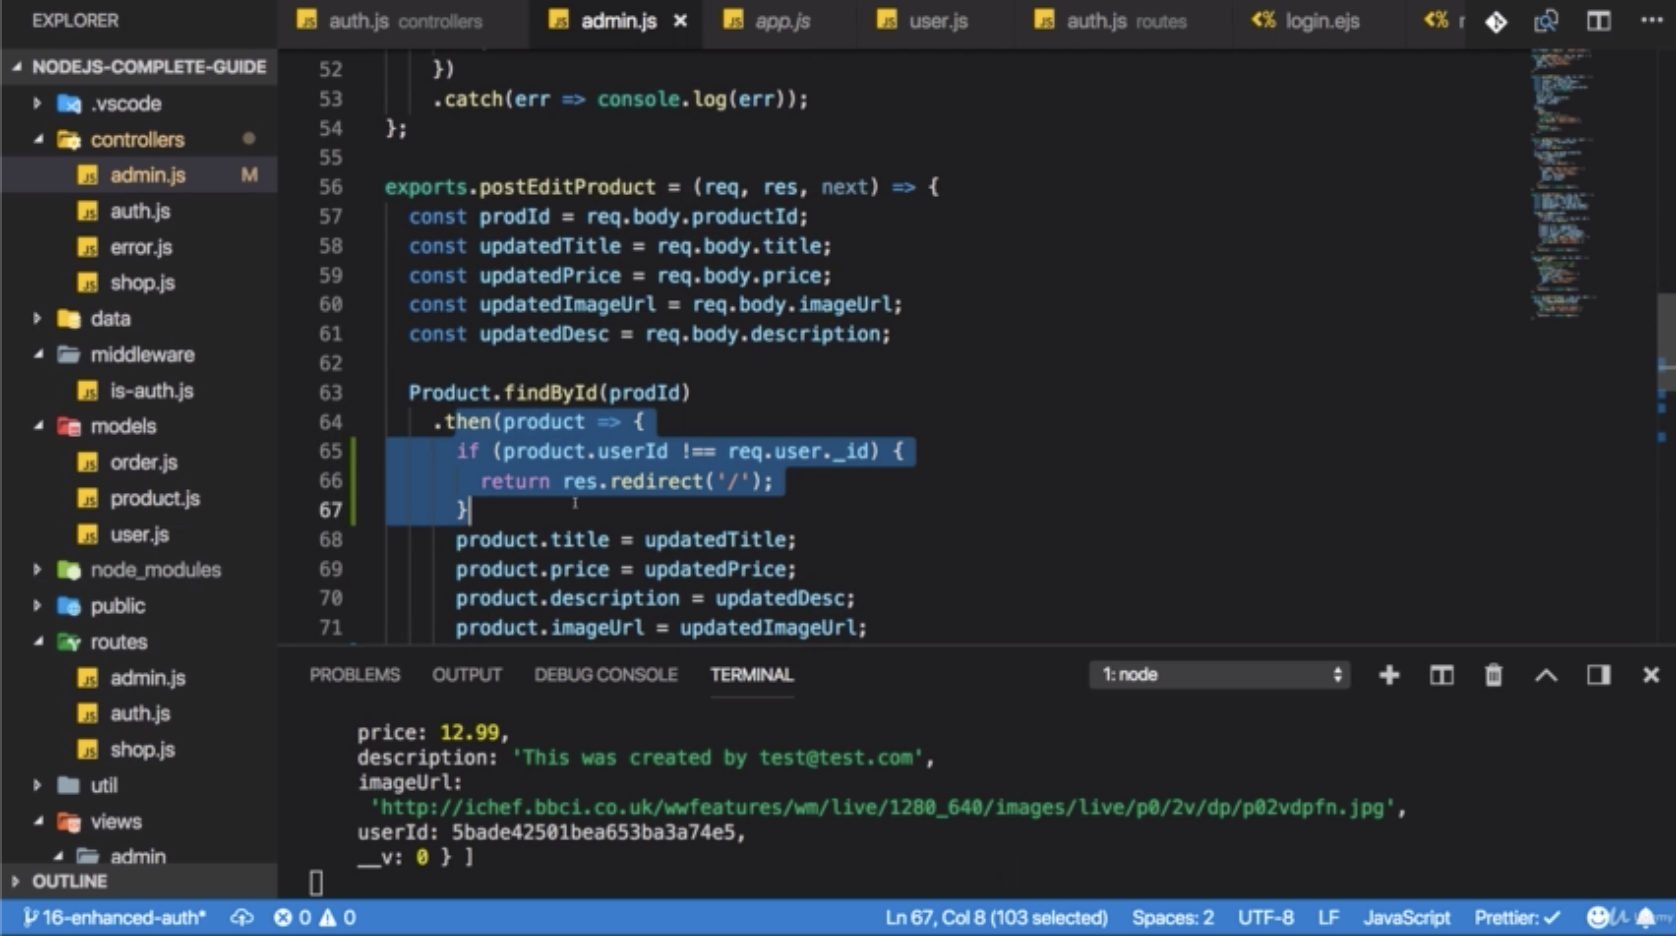 EXPLORER
NODEJS-COMPLETE-GUIDE
.vscode
controllers
admin.js M
auth.js
error.js
shop.js
data
middleware
is-auth.js
models
order.js
product.js
user.js
node_modules
public
routes
admin.js
auth.js
shop.js
util
views
admin
OUTLINE
auth.js controllers
admin.js
app.js
user.js
auth.js routes
login.ejs
52 })
53 .catch(err => console.log(err));
54 };
55
56 exports.postEditProduct = (req, res, next) => {
57 const prodId = req.body.productId;
58 const updatedTitle = req.body.title;
59 const updatedPrice = req.body.price;
60 const updatedImageUrl = req.body.imageUrl;
61 const updatedDesc = req.body.description;
62
63 Product.findById(prodId)
64 .then(product => {
65 if (product.userId !== req.user._id) {
66 return res.redirect('/');
67 }
68 product.title = updatedTitle;
69 product.price = updatedPrice;
70 product.description = updatedDesc;
71 product.imageUrl = updatedImageUrl;
PROBLEMS OUTPUT DEBUG CONSOLE TERMINAL 1: node
price: 12.99,
description: 'This was created by test@test.com',
imageUrl:
'http://ichef.bbci.co.uk/wwfeatures/wm/live/1280_640/images/live/p0/2v/dp/p02vdpfn.jpg',
userId: 5bade42501bea653ba3a74e5,
__v: 0 } ]
16-enhanced-auth* 0 0 Ln 67, Col 8 (103 selected) Spaces: 2 UTF-8 LF JavaScript Prettier: ✓